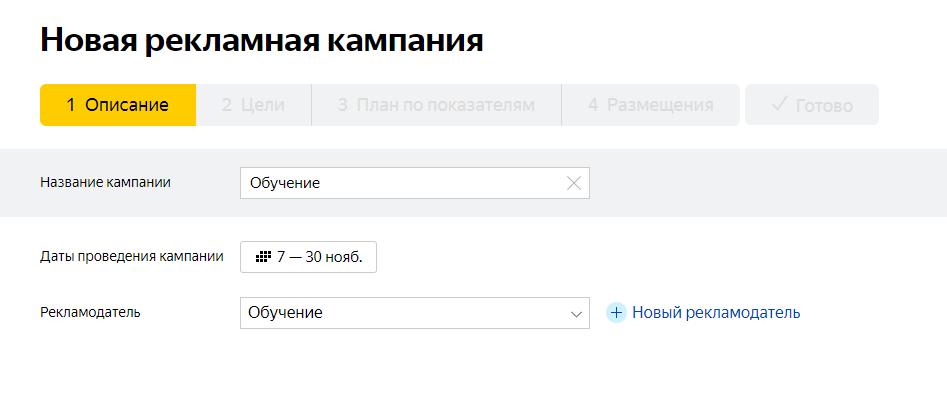 Новая рекламная кампания
1 Описание 2 Цели 3 План по показателям 4 Размещения Готово
Название кампании Обучение
Даты проведения кампании 7 — 30 нояб.
Рекламодатель Обучение + Новый рекламодатель